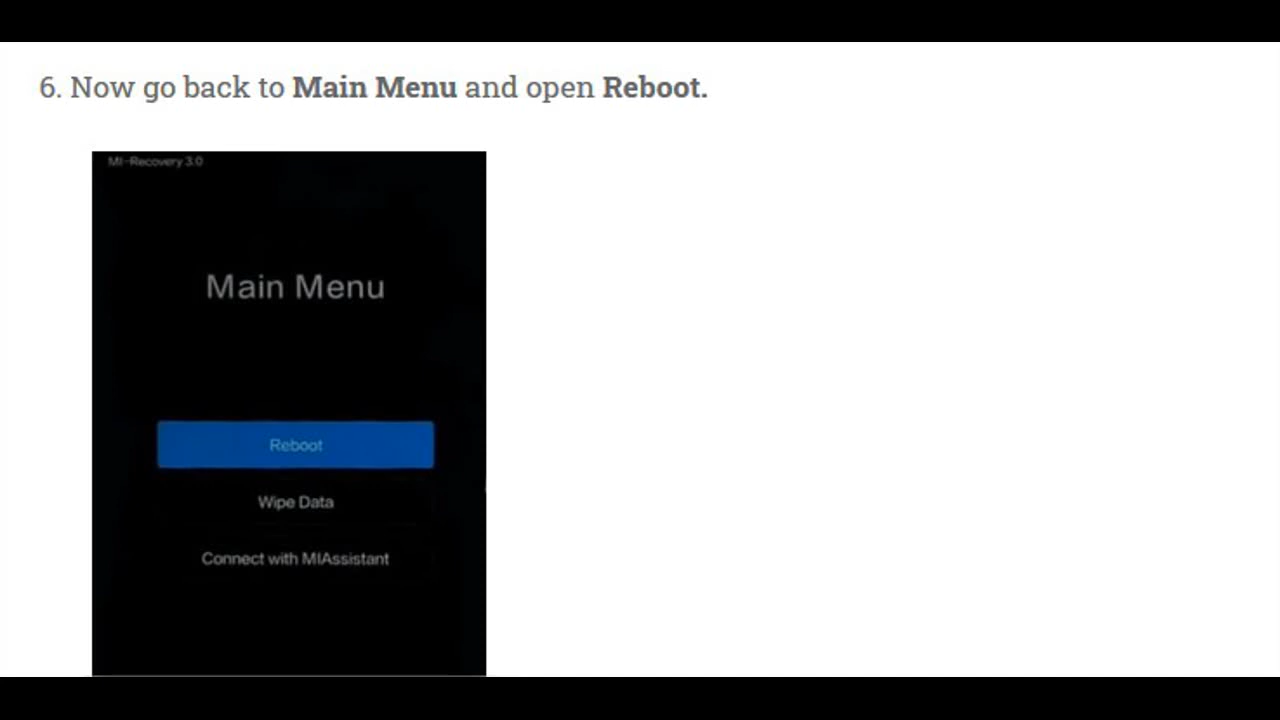 6. Now go back to Main Menu and open Reboot.
MI-Recovery 3.0
Main Menu
Reboot
Wipe Data
Connect with MIAssistant